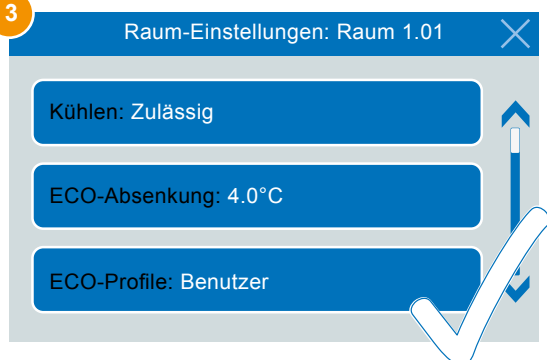 3
Raum-Einstellungen: Raum 1.01
Kühlen: Zulässig
ECO-Absenkung: 4.0°C
ECO-Profile: Benutzer